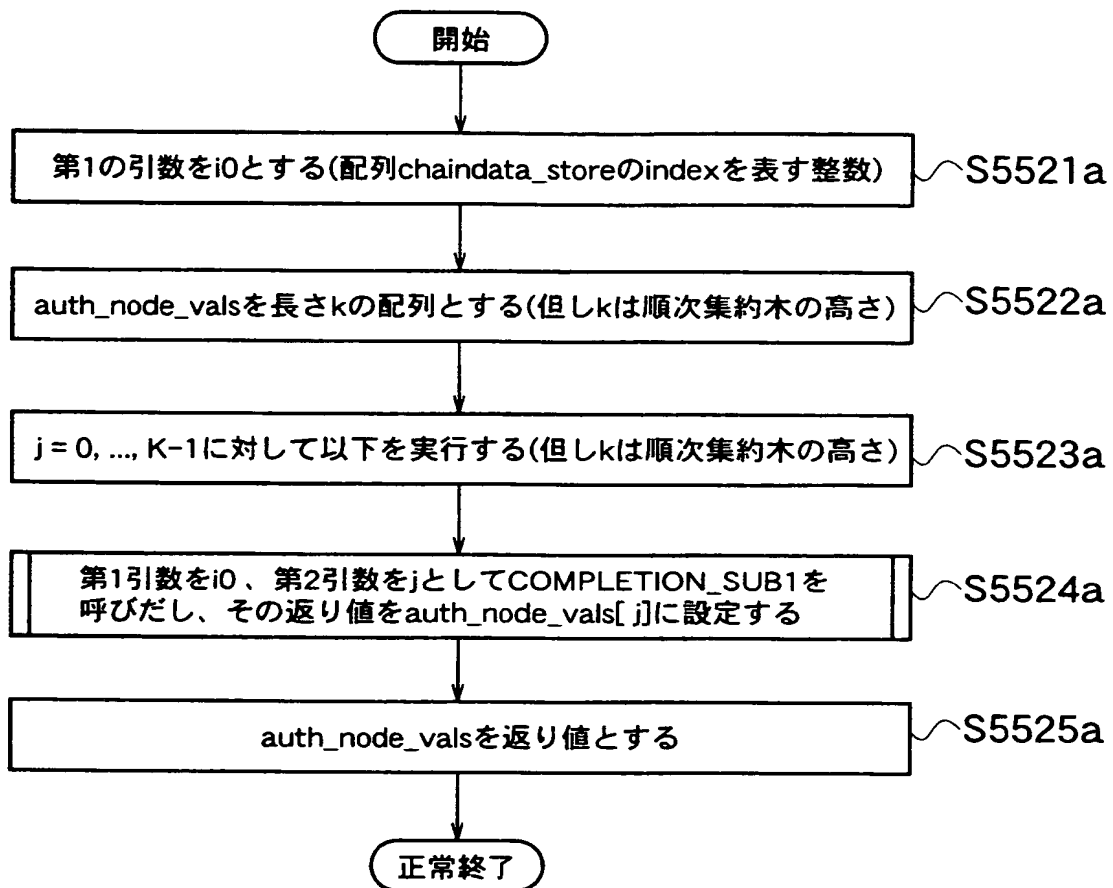 開始
第1の引数をi0とする(配列chaindata_storeのindexを表す整数)
S5521a
auth_node_valsを長さkの配列とする(但しkは順次集約木の高さ)
S5522a
j = 0, ..., K-1に対して以下を実行する(但しkは順次集約木の高さ)
S5523a
第1引数をi0 、第2引数をjとしてCOMPLETION_SUB1を
呼びだし、その返り値をauth_node_vals[ j]に設定する
S5524a
auth_node_valsを返り値とする
S5525a
正常終了